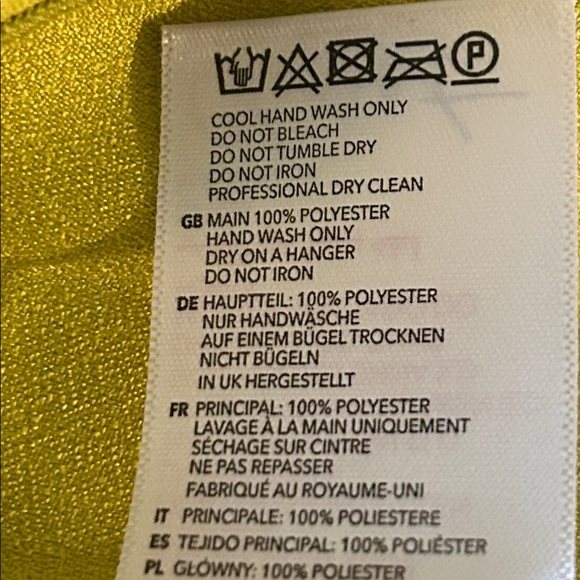 P
COOL HAND WASH ONLY
DO NOT BLEACH
DO NOT TUMBLE DRY
DO NOT IRON
PROFESSIONAL DRY CLEAN
GB MAIN 100% POLYESTER
HAND WASH ONLY
DRY ON A HANGER
DO NOT IRON
DE HAUPTTEIL: 100% POLYESTER
NUR HANDWÄSCHE
AUF EINEM BÜGEL TROCKNEN
NICHT BÜGELN
IN UK HERGESTELLT
FR PRINCIPAL: 100% POLYESTER
LAVAGE À LA MAIN UNIQUEMENT
SÉCHAGE SUR CINTRE
NE PAS REPASSER
FABRIQUÉ AU ROYAUME-UNI
IT PRINCIPALE: 100% POLIESTERE
ES TEJIDO PRINCIPAL: 100% POLIÉSTER
PL GŁÓWNY: 100% POLIESTER